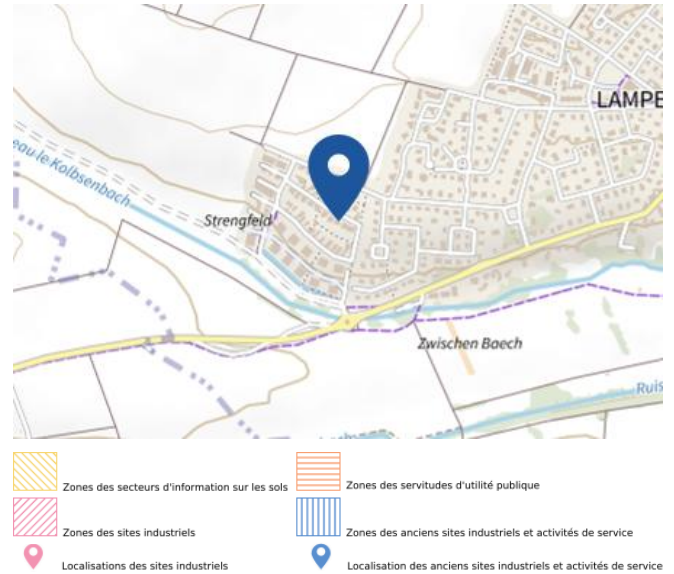 LAMPE
eau le Kolbsenbach
Strengfeld
Zwischen Baech
Ruis
Zones des secteurs d'information sur les sols
Zones des servitudes d'utilité publique
Zones des sites industriels
Zones des anciens sites industriels et activités de service
Localisations des sites industriels
Localisation des anciens sites industriels et activités de service